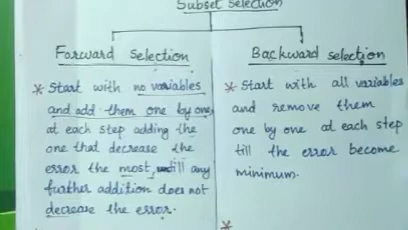 Subset Selection
Forward Selection
* Start with no variables
and add them one by one,
at each step adding the
one that decrease the
error the most, till any
further addition does not
decrease the error.
Backward selection
* Start with all variables
and remove them
one by one at each step
till the error become
minimum.
*